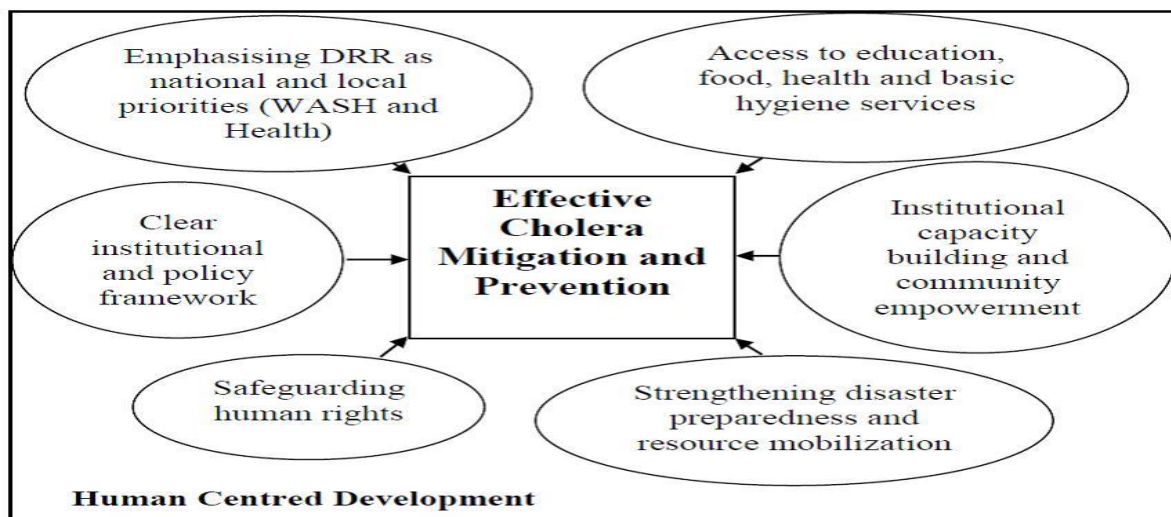 Emphasising DRR as
national and local
priorities (WASH and
Health)
Access to education,
food, health and basic
hygiene services
Clear
institutional
and policy
framework
Effective
Cholera
Mitigation and
Prevention
Institutional
capacity
building and
community
empowerment
Safeguarding
human rights
Strengthening disaster
preparedness and
resource mobilization
Human Centred Development